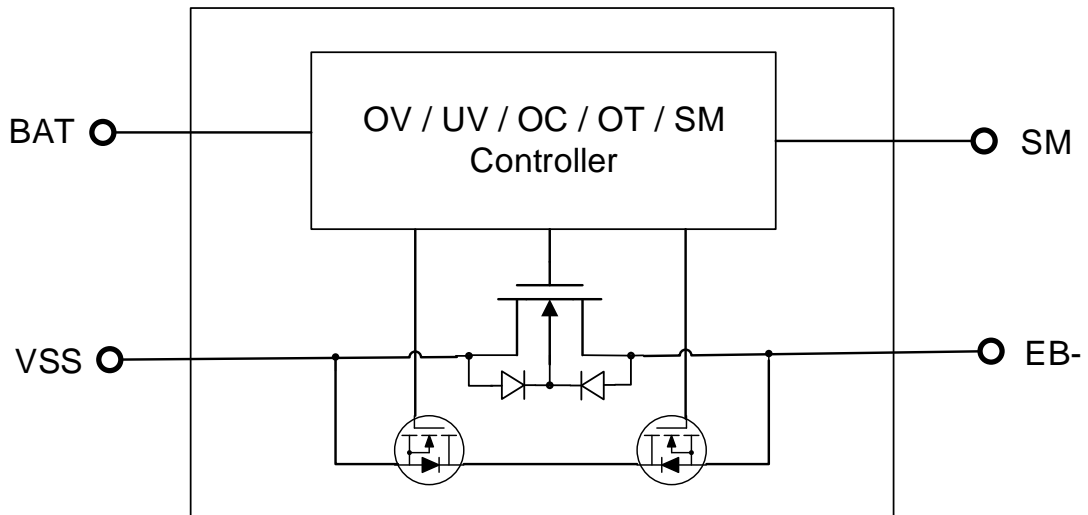 OV / UV / OC / OT / SM
Controller
BAT
SM
VSS
EB-